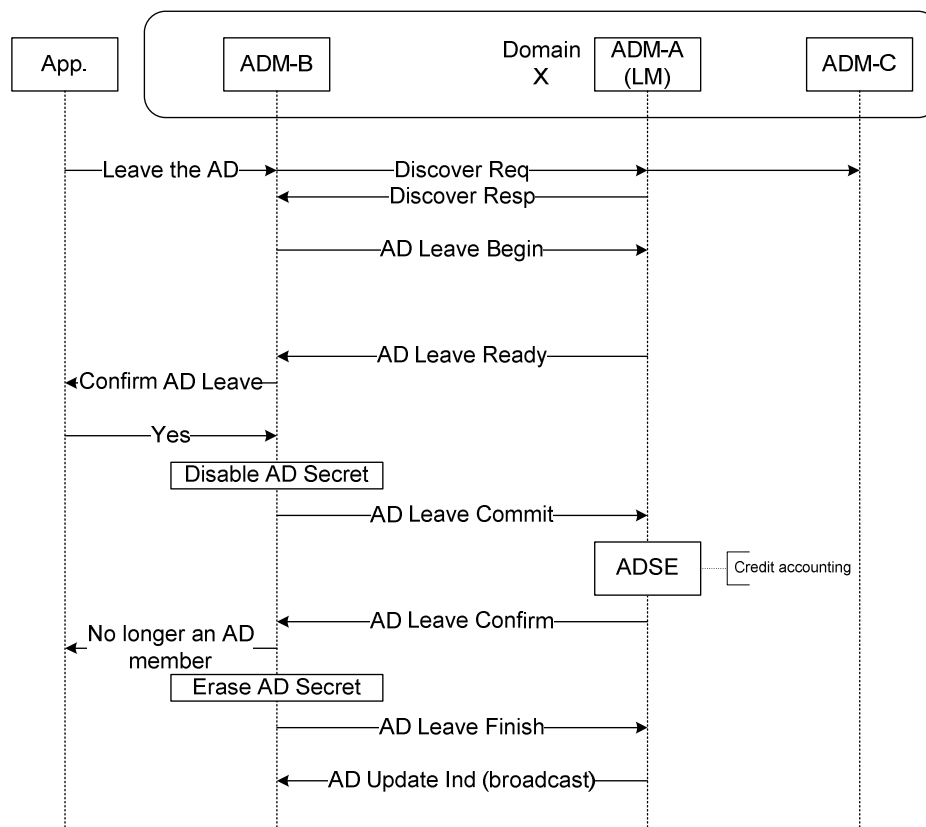 App.
ADM-B
Domain
X
ADM-A
(LM)
ADM-C
Leave the AD
Discover Req
Discover Resp
AD Leave Begin
AD Leave Ready
Confirm AD Leave
Yes
Disable AD Secret
AD Leave Commit
ADSE
Credit accounting
AD Leave Confirm
No longer an AD
member
Erase AD Secret
AD Leave Finish
AD Update Ind (broadcast)